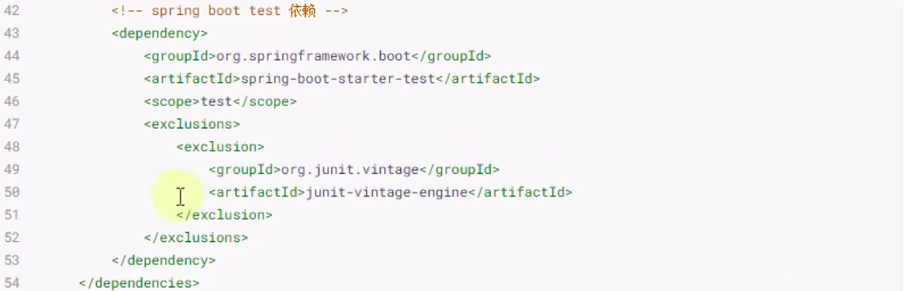 42 <!-- spring boot test 依赖 -->
43 <dependency>
44 <groupId>org.springframework.boot</groupId>
45 <artifactId>spring-boot-starter-test</artifactId>
46 <scope>test</scope>
47 <exclusions>
48 <exclusion>
49 <groupId>org.junit.vintage</groupId>
50 <artifactId>junit-vintage-engine</artifactId>
51 </exclusion>
52 </exclusions>
53 </dependency>
54 </dependencies>